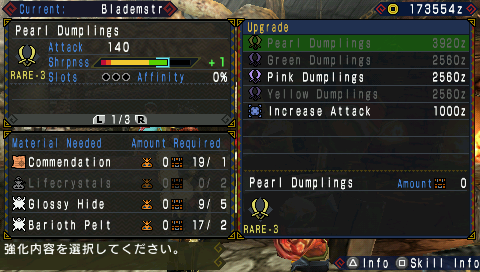 Current: Blademstr
173554z
Pearl Dumplings
Attack 140
Shrpnss +1
RARE-3 Slots Affinity 0%
L 1/3 R
Material Needed Amount Required
Commendation 0 19/ 1
Lifecrystals 0 0/ 2
Glossy Hide 0 9/ 5
Barioth Pelt 0 17/ 2
Upgrade
Pearl Dumplings 3920z
Green Dumplings 2560z
Pink Dumplings 2560z
Yellow Dumplings 2560z
Increase Attack 1000z
Pearl Dumplings Amount 0
RARE-3
強化内容を選択してください。
Info Skill Info